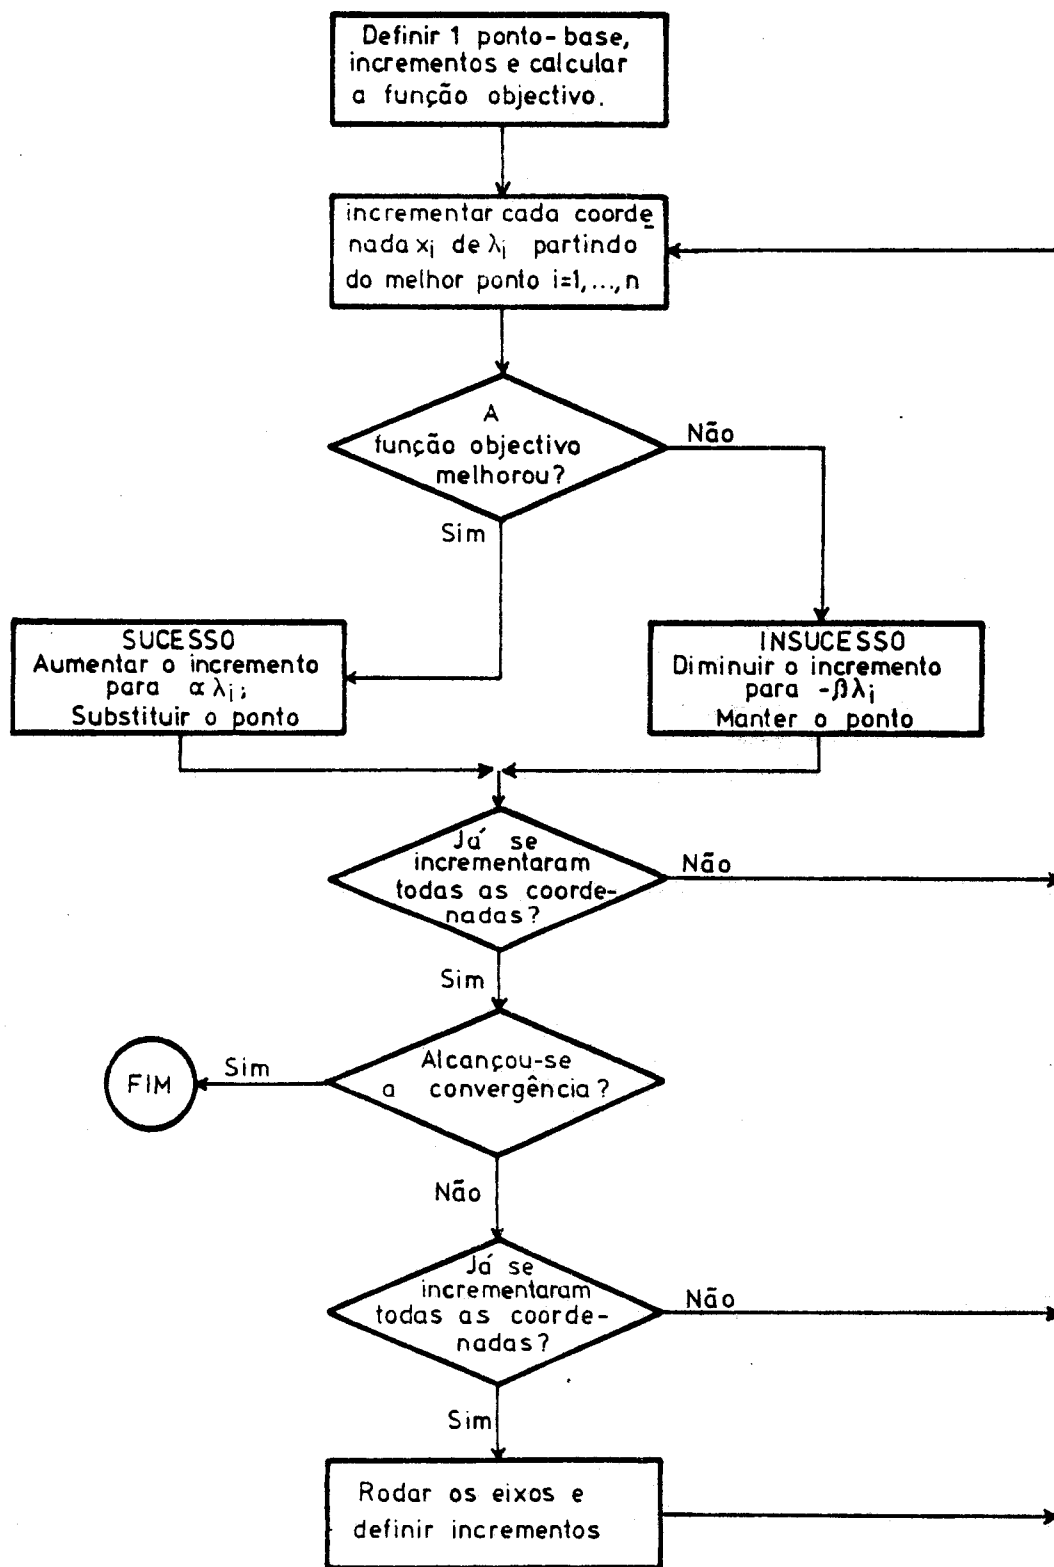 Definir 1 ponto-base,
incrementos e calcular
a função objectivo.
incrementar cada coorde
nada xi de λi partindo
do melhor ponto i=1,...,n
A
função objectivo
melhorou?
Não
Sim
SUCESSO
Aumentar o incremento
para αλi;
Substituir o ponto
INSUCESSO
Diminuir o incremento
para -βλi
Manter o ponto
Já se
incrementaram
todas as coorde-
nadas?
Não
Sim
Alcançou-se
a convergência?
Sim
FIM
Não
Já se
incrementaram
todas as coorde-
nadas?
Não
Sim
Rodar os eixos e
definir incrementos